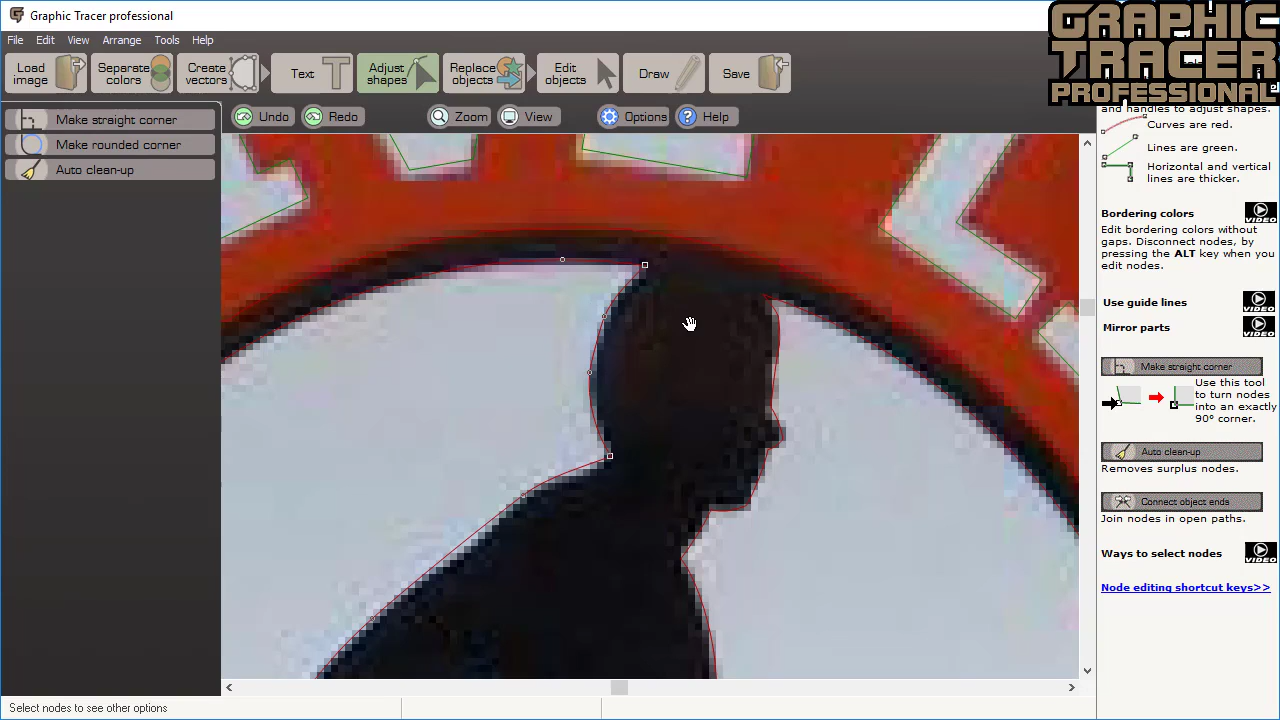 Graphic Tracer professional
GRAPHIC
TRACER
PROFESSIONAL
File Edit View Arrange Tools Help
Load image
Separate colors
Create vectors
Text
Adjust shapes
Replace objects
Edit objects
Draw
Save
Undo
Redo
Zoom
View
Options
Help
Make straight corner
Make rounded corner
Auto clean-up
and handles to adjust shapes.
Curves are red.
Lines are green.
Horizontal and vertical
lines are thicker.
Bordering colors
VIDEO
Edit bordering colors without
gaps. Disconnect nodes, by
pressing the ALT key when you
edit nodes.
Use guide lines
VIDEO
Mirror parts
VIDEO
Make straight corner
Use this tool
to turn nodes
into an exactly
90º corner.
Auto clean-up
Removes surplus nodes.
Connect object ends
Join nodes in open paths.
Ways to select nodes
VIDEO
Node editing shortcut keys>>
Select nodes to see other options